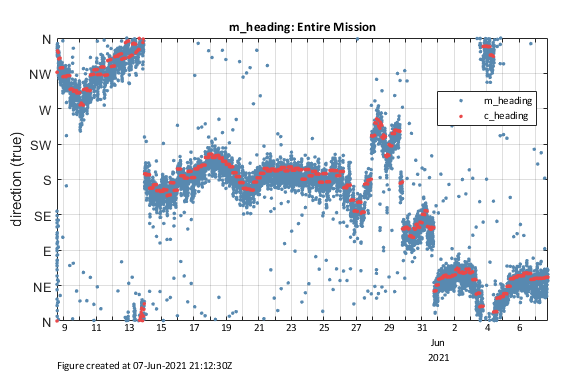 m_heading: Entire Mission
direction (true)
N
NW
W
SW
S
SE
E
NE
N
m_heading
c_heading
9 11 13 15 17 19 21 23 25 27 29 31 2 4 6
Jun
2021
Figure created at 07-Jun-2021 21:12:30Z